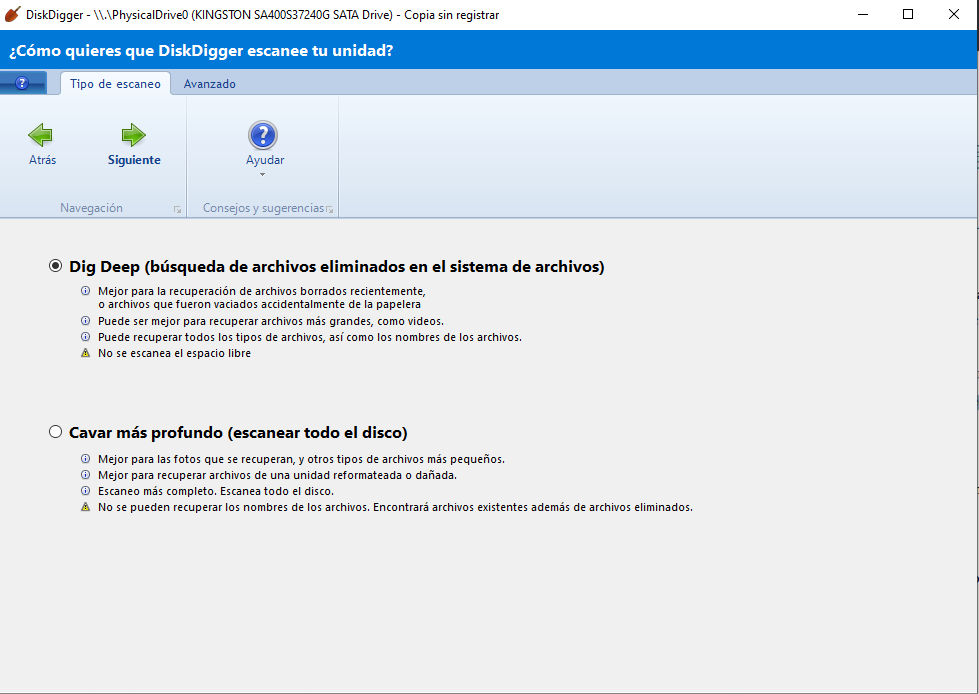 DiskDigger - \\.\PhysicalDrive0 (KINGSTON SA400S37240G SATA Drive) - Copia sin registrar
¿Cómo quieres que DiskDigger escanee tu unidad?
?
Tipo de escaneo
Avanzado
Atrás
Siguiente
?
Ayudar
Navegación
Consejos y sugerencias
Dig Deep (búsqueda de archivos eliminados en el sistema de archivos)
Mejor para la recuperación de archivos borrados recientemente,
o archivos que fueron vaciados accidentalmente de la papelera
Puede ser mejor para recuperar archivos más grandes, como videos.
Puede recuperar todos los tipos de archivos, así como los nombres de los archivos.
No se escanea el espacio libre
Cavar más profundo (escanear todo el disco)
Mejor para las fotos que se recuperan, y otros tipos de archivos más pequeños.
Mejor para recuperar archivos de una unidad reformateada o dañada.
Escaneo más completo. Escanea todo el disco.
No se pueden recuperar los nombres de los archivos. Encontrará archivos existentes además de archivos eliminados.